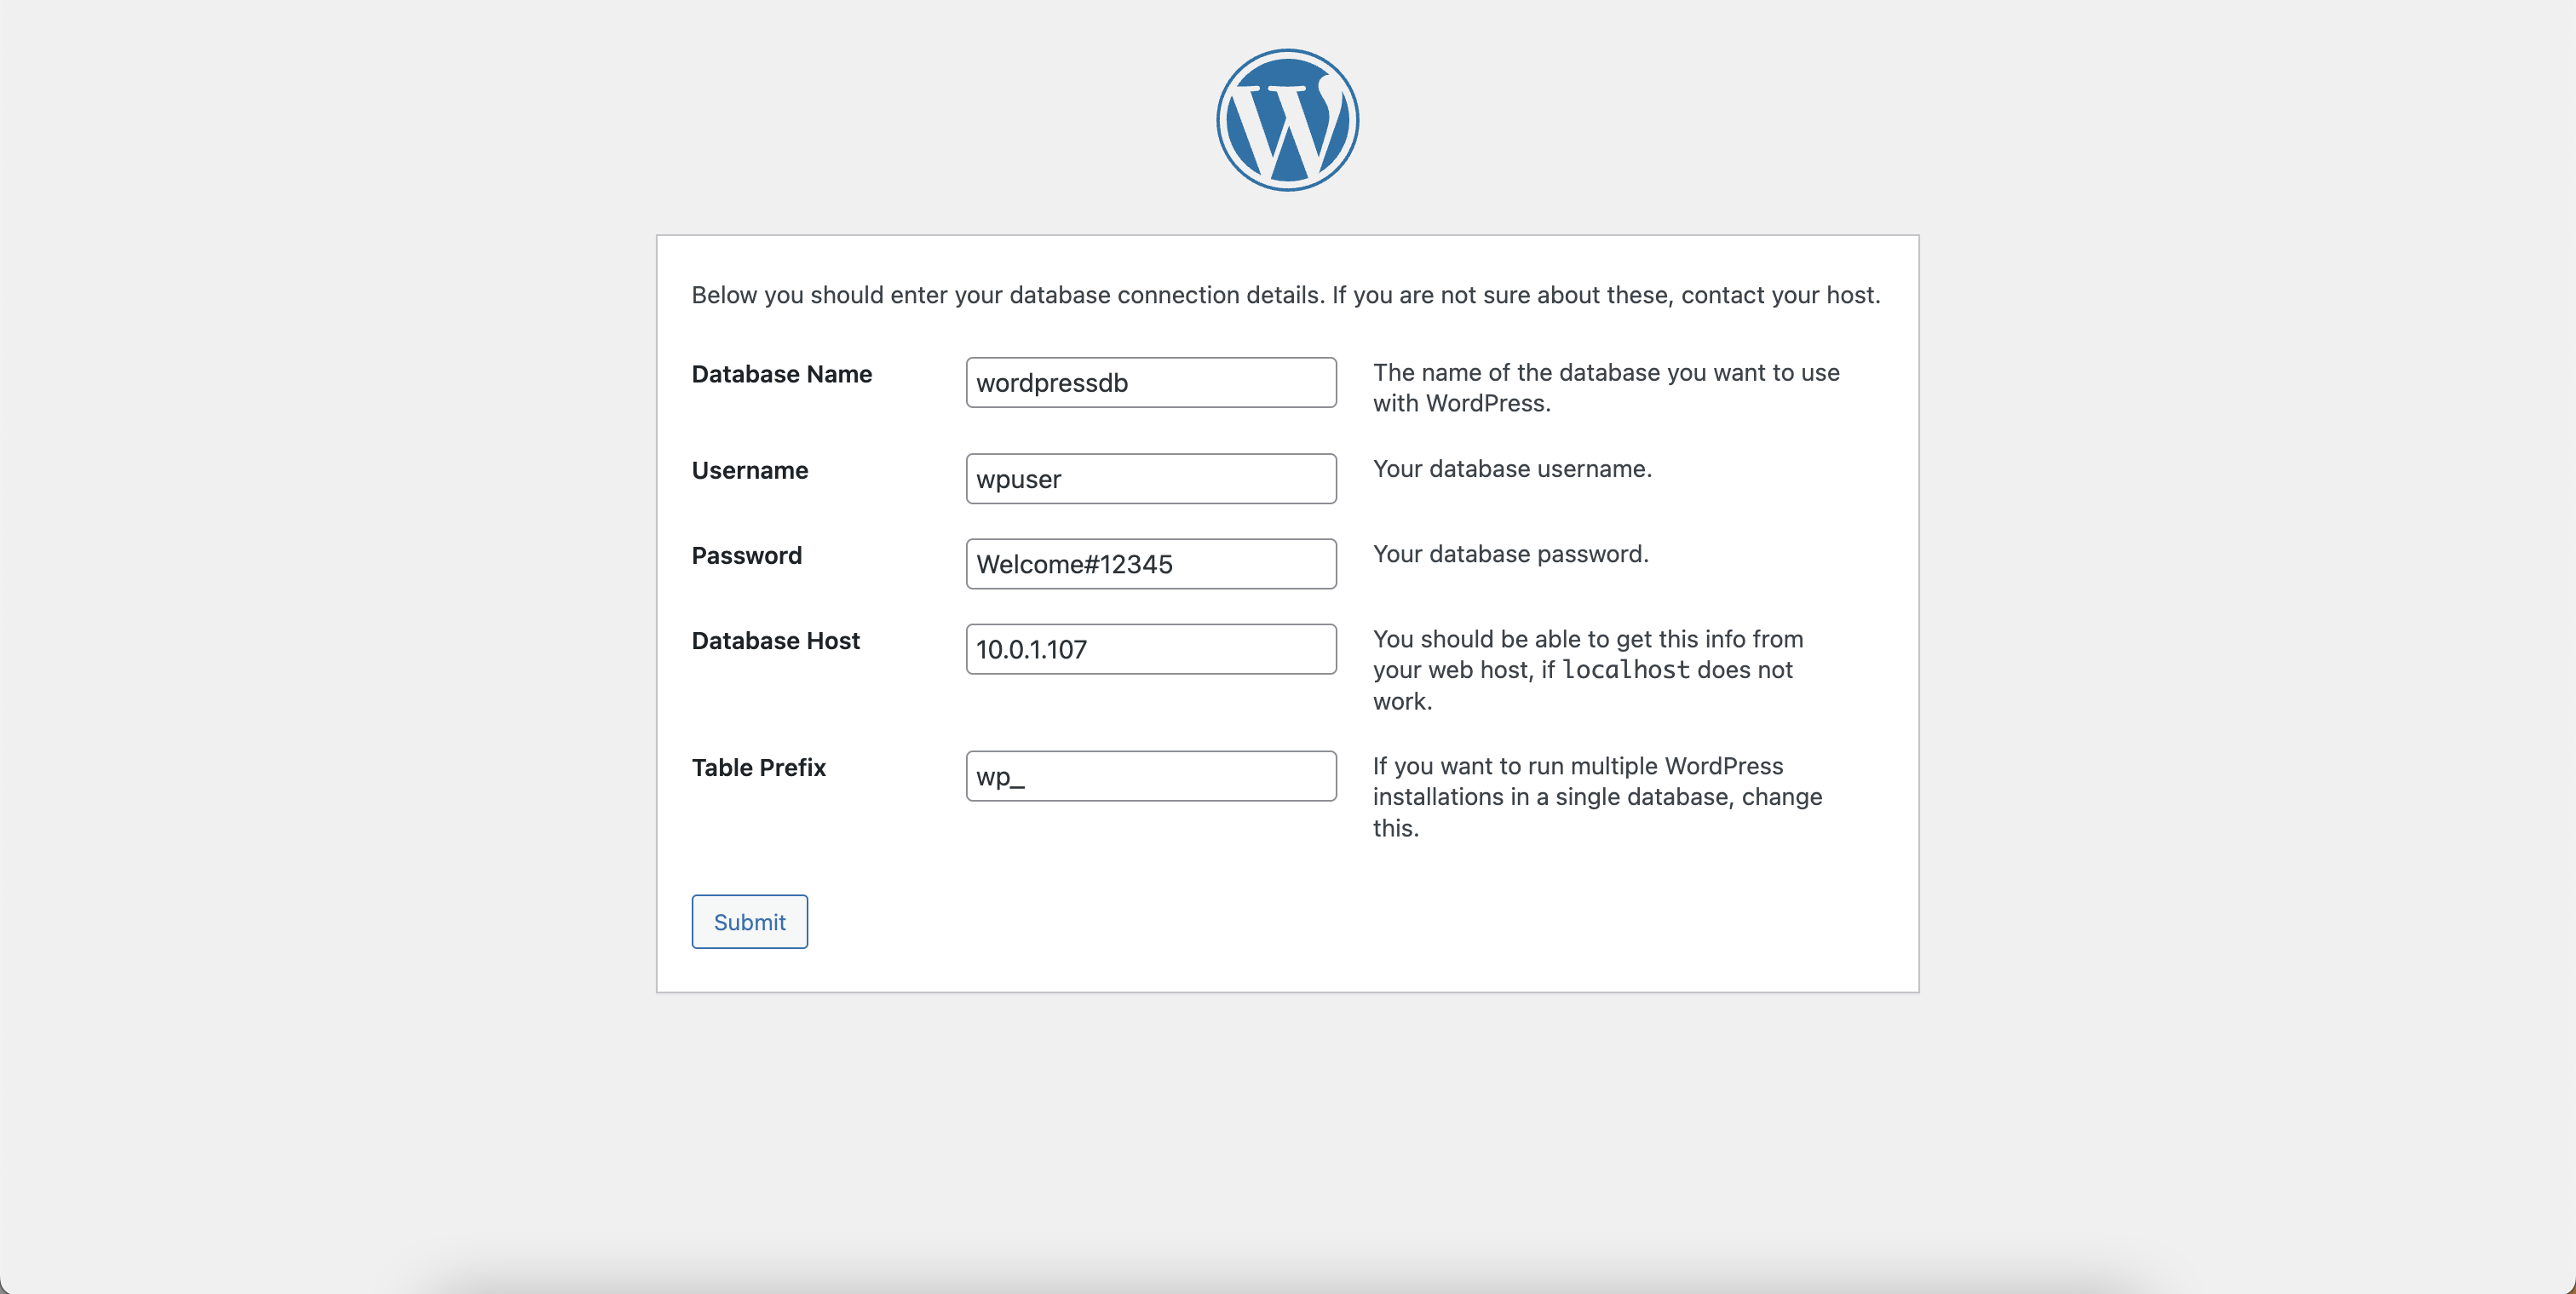 Below you should enter your database connection details. If you are not sure about these, contact your host.
Database Name
wordpressdb
The name of the database you want to use
with WordPress.
Username
wpuser
Your database username.
Password
Welcome#12345
Your database password.
Database Host
10.0.1.107
You should be able to get this info from
your web host, if localhost does not
work.
Table Prefix
wp_
If you want to run multiple WordPress
installations in a single database, change
this.
Submit